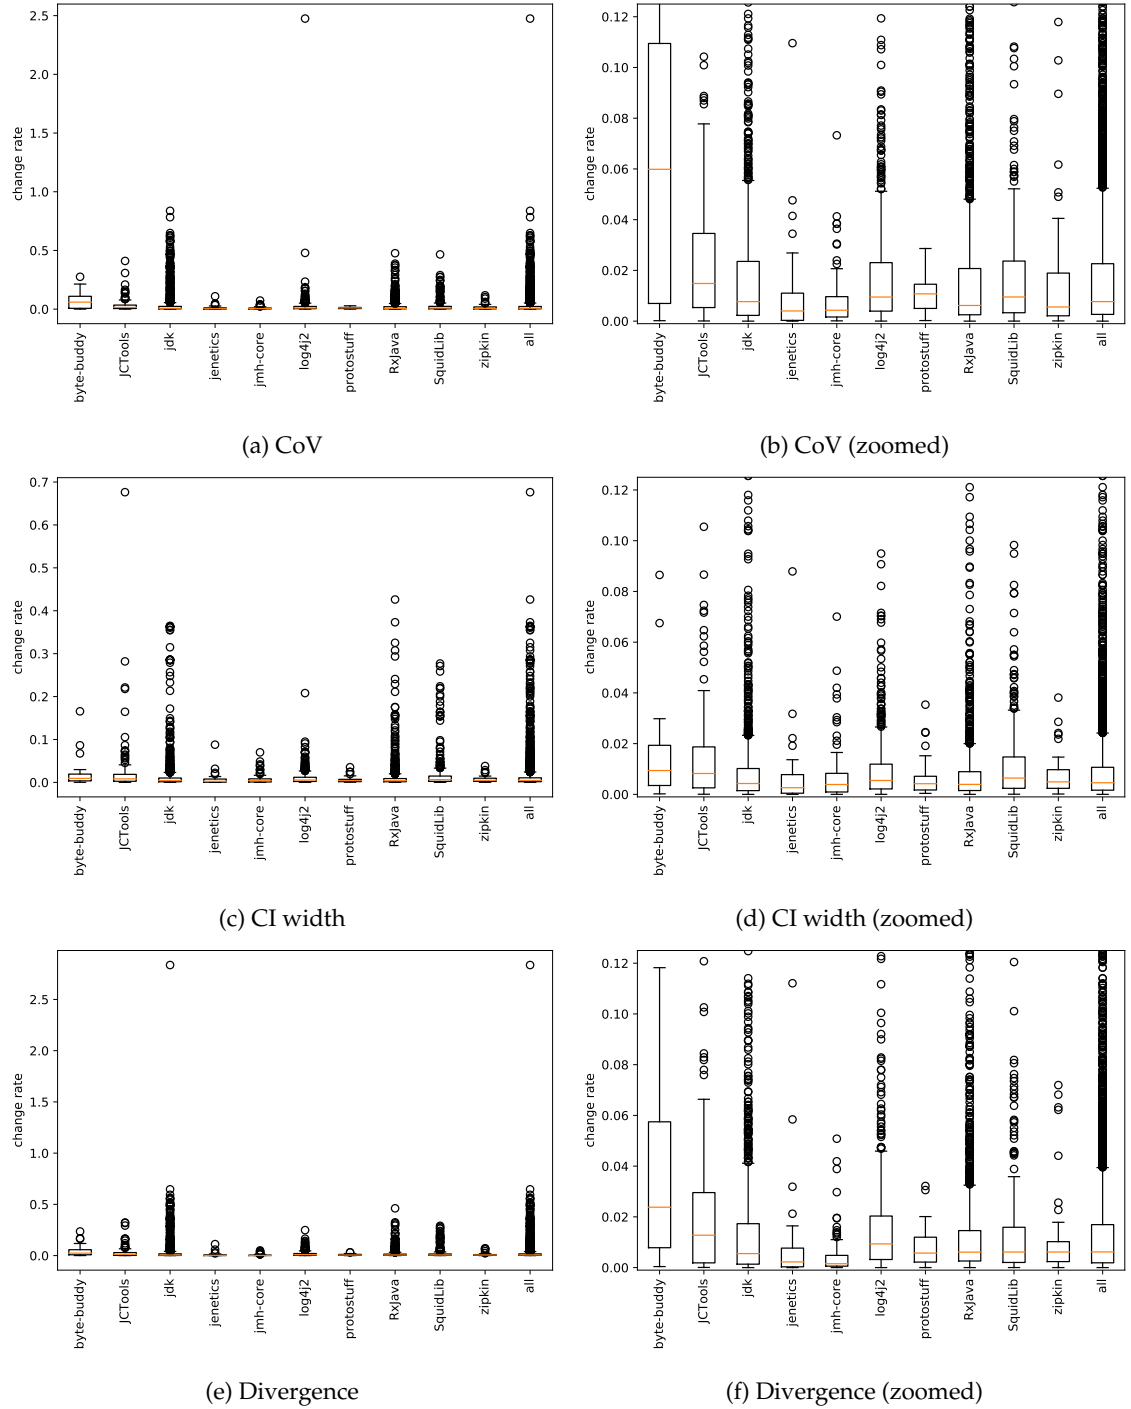 change rate
2.5
2.0
1.5
1.0
0.5
0.0
byte-buddy
JCTools
jdk
jenetics
jmh-core
log4j2
protostuff
RxJava
SquidLib
zipkin
all
(a) CoV
change rate
0.12
0.10
0.08
0.06
0.04
0.02
0.00
byte-buddy
JCTools
jdk
jenetics
jmh-core
log4j2
protostuff
RxJava
SquidLib
zipkin
all
(b) CoV (zoomed)
change rate
0.7
0.6
0.5
0.4
0.3
0.2
0.1
0.0
byte-buddy
JCTools
jdk
jenetics
jmh-core
log4j2
protostuff
RxJava
SquidLib
zipkin
all
(c) CI width
change rate
0.12
0.10
0.08
0.06
0.04
0.02
0.00
byte-buddy
JCTools
jdk
jenetics
jmh-core
log4j2
protostuff
RxJava
SquidLib
zipkin
all
(d) CI width (zoomed)
change rate
2.5
2.0
1.5
1.0
0.5
0.0
byte-buddy
JCTools
jdk
jenetics
jmh-core
log4j2
protostuff
RxJava
SquidLib
zipkin
all
(e) Divergence
change rate
0.12
0.10
0.08
0.06
0.04
0.02
0.00
byte-buddy
JCTools
jdk
jenetics
jmh-core
log4j2
protostuff
RxJava
SquidLib
zipkin
all
(f) Divergence (zoomed)